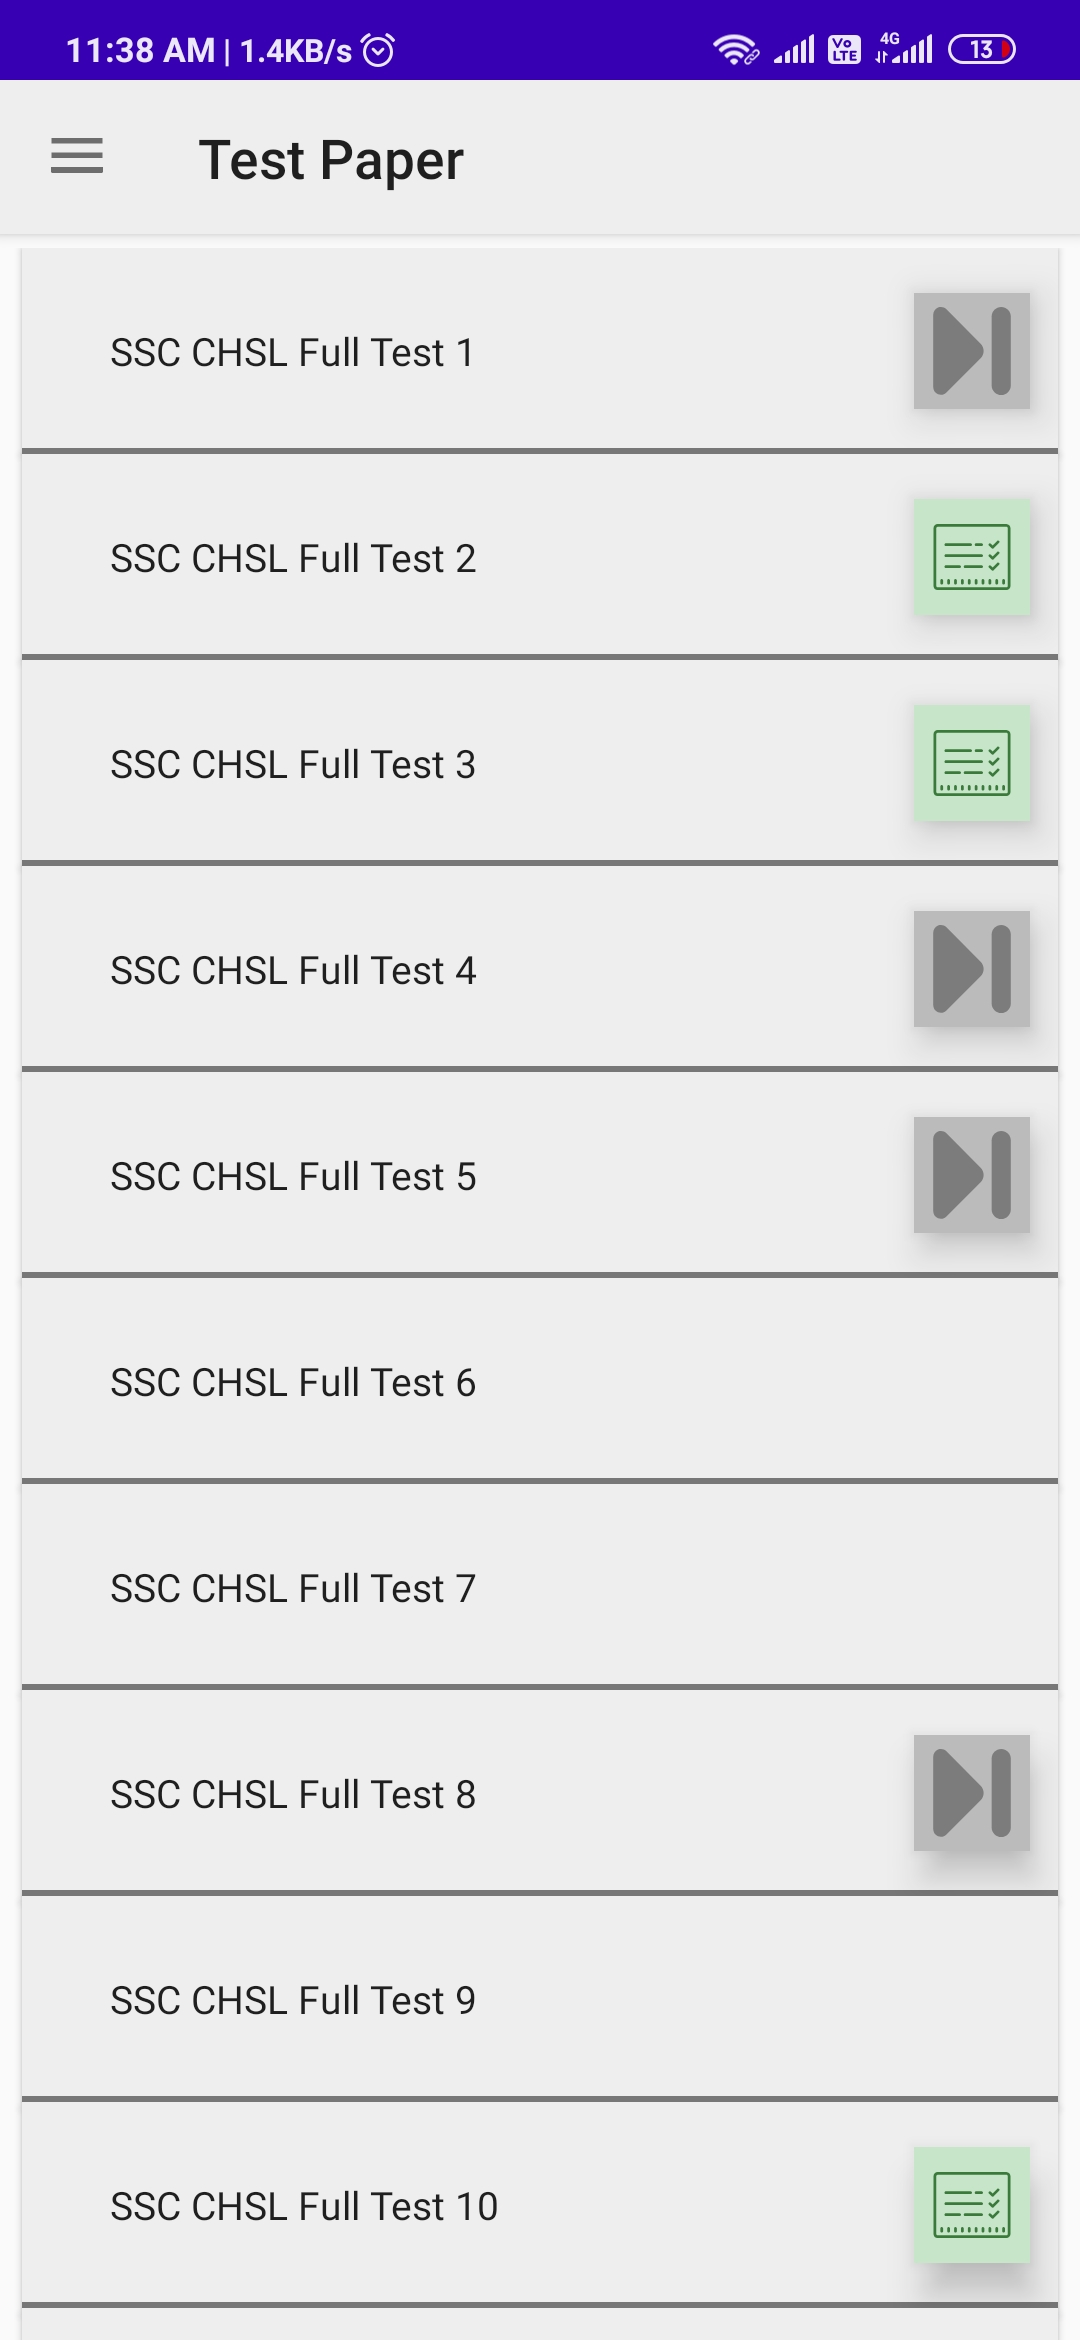 11:38 AM | 1.4KB/s 4G Vo LTE 13
Test Paper
SSC CHSL Full Test 1
SSC CHSL Full Test 2
SSC CHSL Full Test 3
SSC CHSL Full Test 4
SSC CHSL Full Test 5
SSC CHSL Full Test 6
SSC CHSL Full Test 7
SSC CHSL Full Test 8
SSC CHSL Full Test 9
SSC CHSL Full Test 10